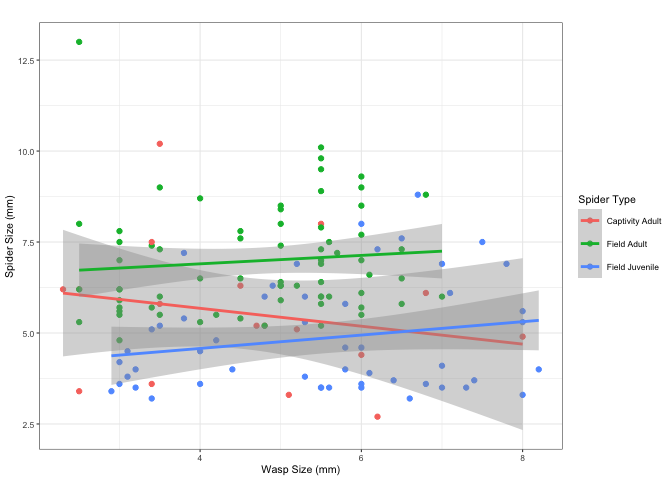 12.5
10.0
7.5
5.0
2.5
Spider Size (mm)
4
6
8
Wasp Size (mm)
Spider Type
Captivity Adult
Field Adult
Field Juvenile